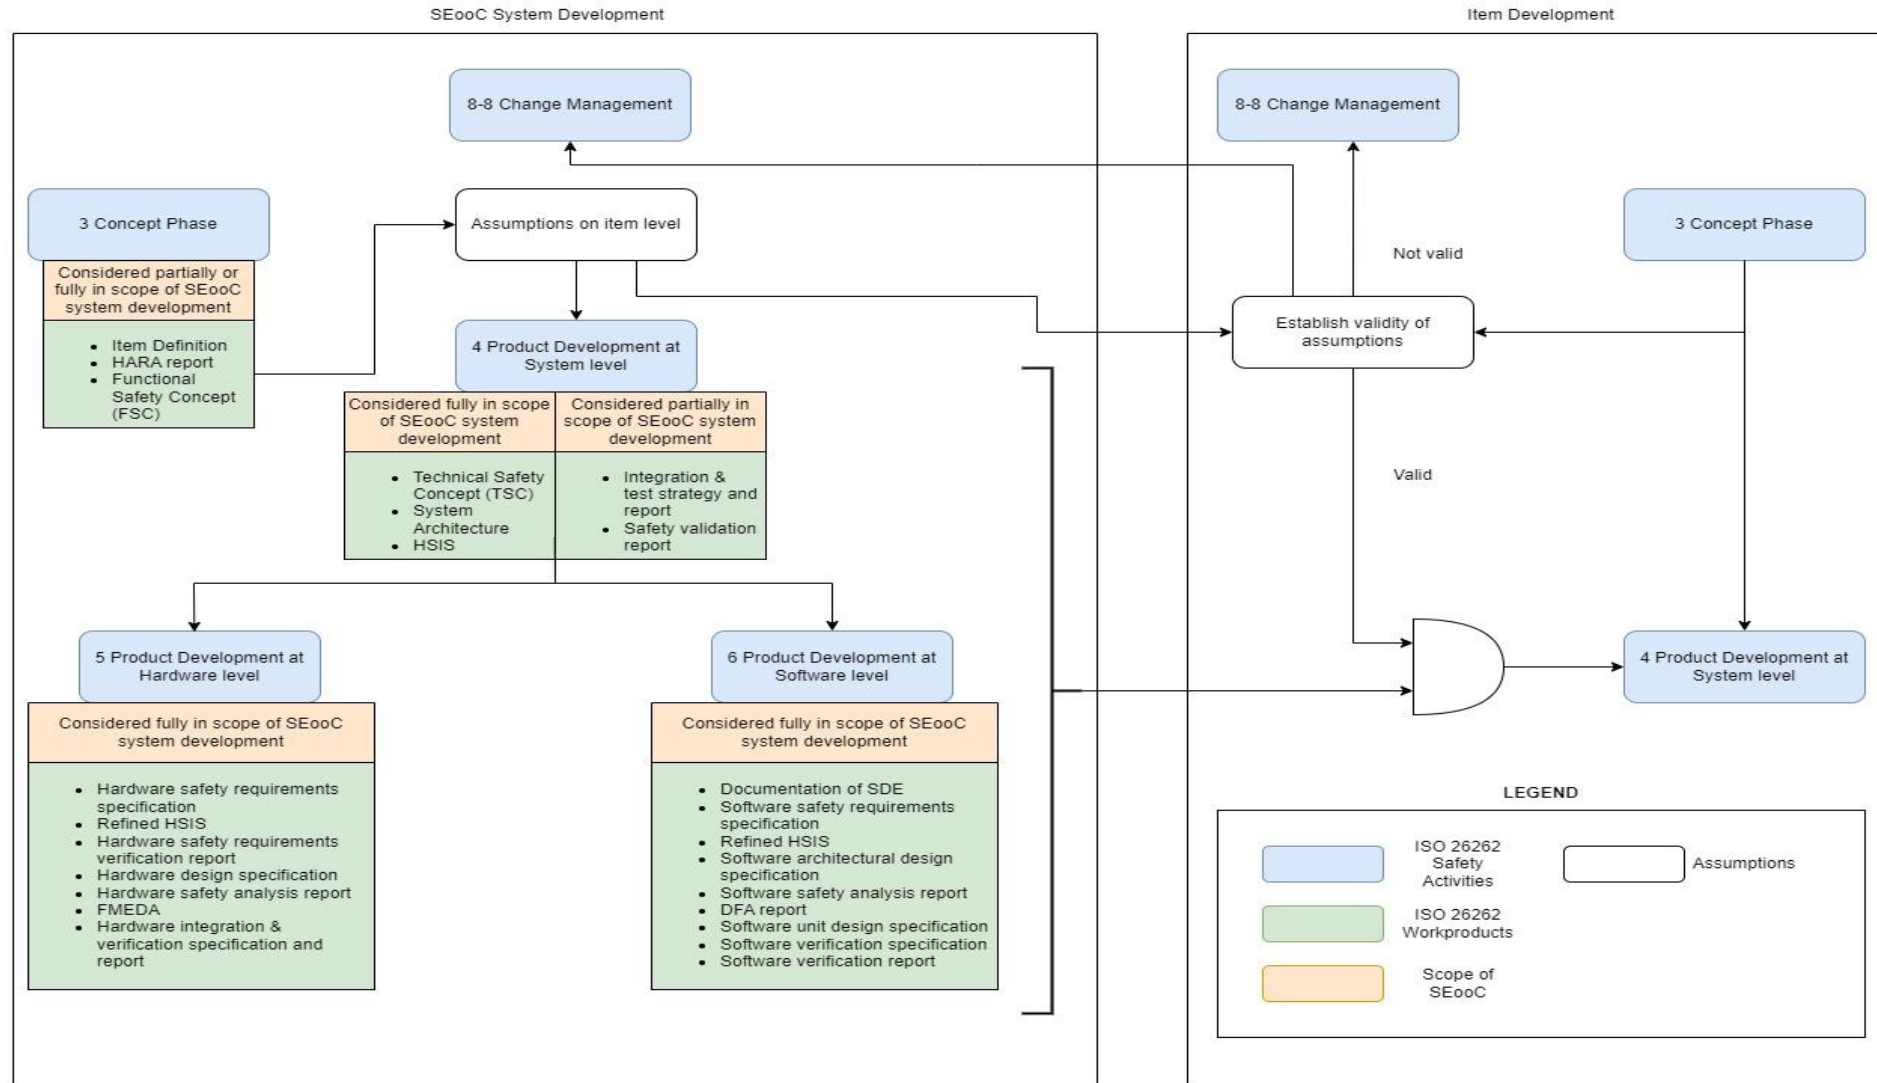 SEooC System Development
Item Development
8-8 Change Management
8-8 Change Management
3 Concept Phase
Assumptions on item level
3 Concept Phase
Considered partially or
fully in scope of SEooC
system development
• Item Definition
• HARA report
• Functional
Safety Concept
(FSC)
Not valid
Establish validity of
assumptions
4 Product Development at
System level
Considered fully in scope
of SEooC system
development
Considered partially in
scope of SEooC system
development
• Technical Safety
Concept (TSC)
• System
Architecture
• HSIS
• Integration &
test strategy and
report
• Safety validation
report
Valid
5 Product Development at
Hardware level
6 Product Development at
Software level
4 Product Development at
System level
Considered fully in scope of SEooC
system development
• Hardware safety requirements
specification
• Refined HSIS
• Hardware safety requirements
verification report
• Hardware design specification
• Hardware safety analysis report
• FMEDA
• Hardware integration &
verification specification and
report
Considered fully in scope of SEooC
system development
• Documentation of SDE
• Software safety requirements
specification
• Refined HSIS
• Software architectural design
specification
• Software safety analysis report
• DFA report
• Software unit design specification
• Software verification specification
• Software verification report
LEGEND
ISO 26262
Safety
Activities
Assumptions
ISO 26262
Workproducts
Scope of
SEooC